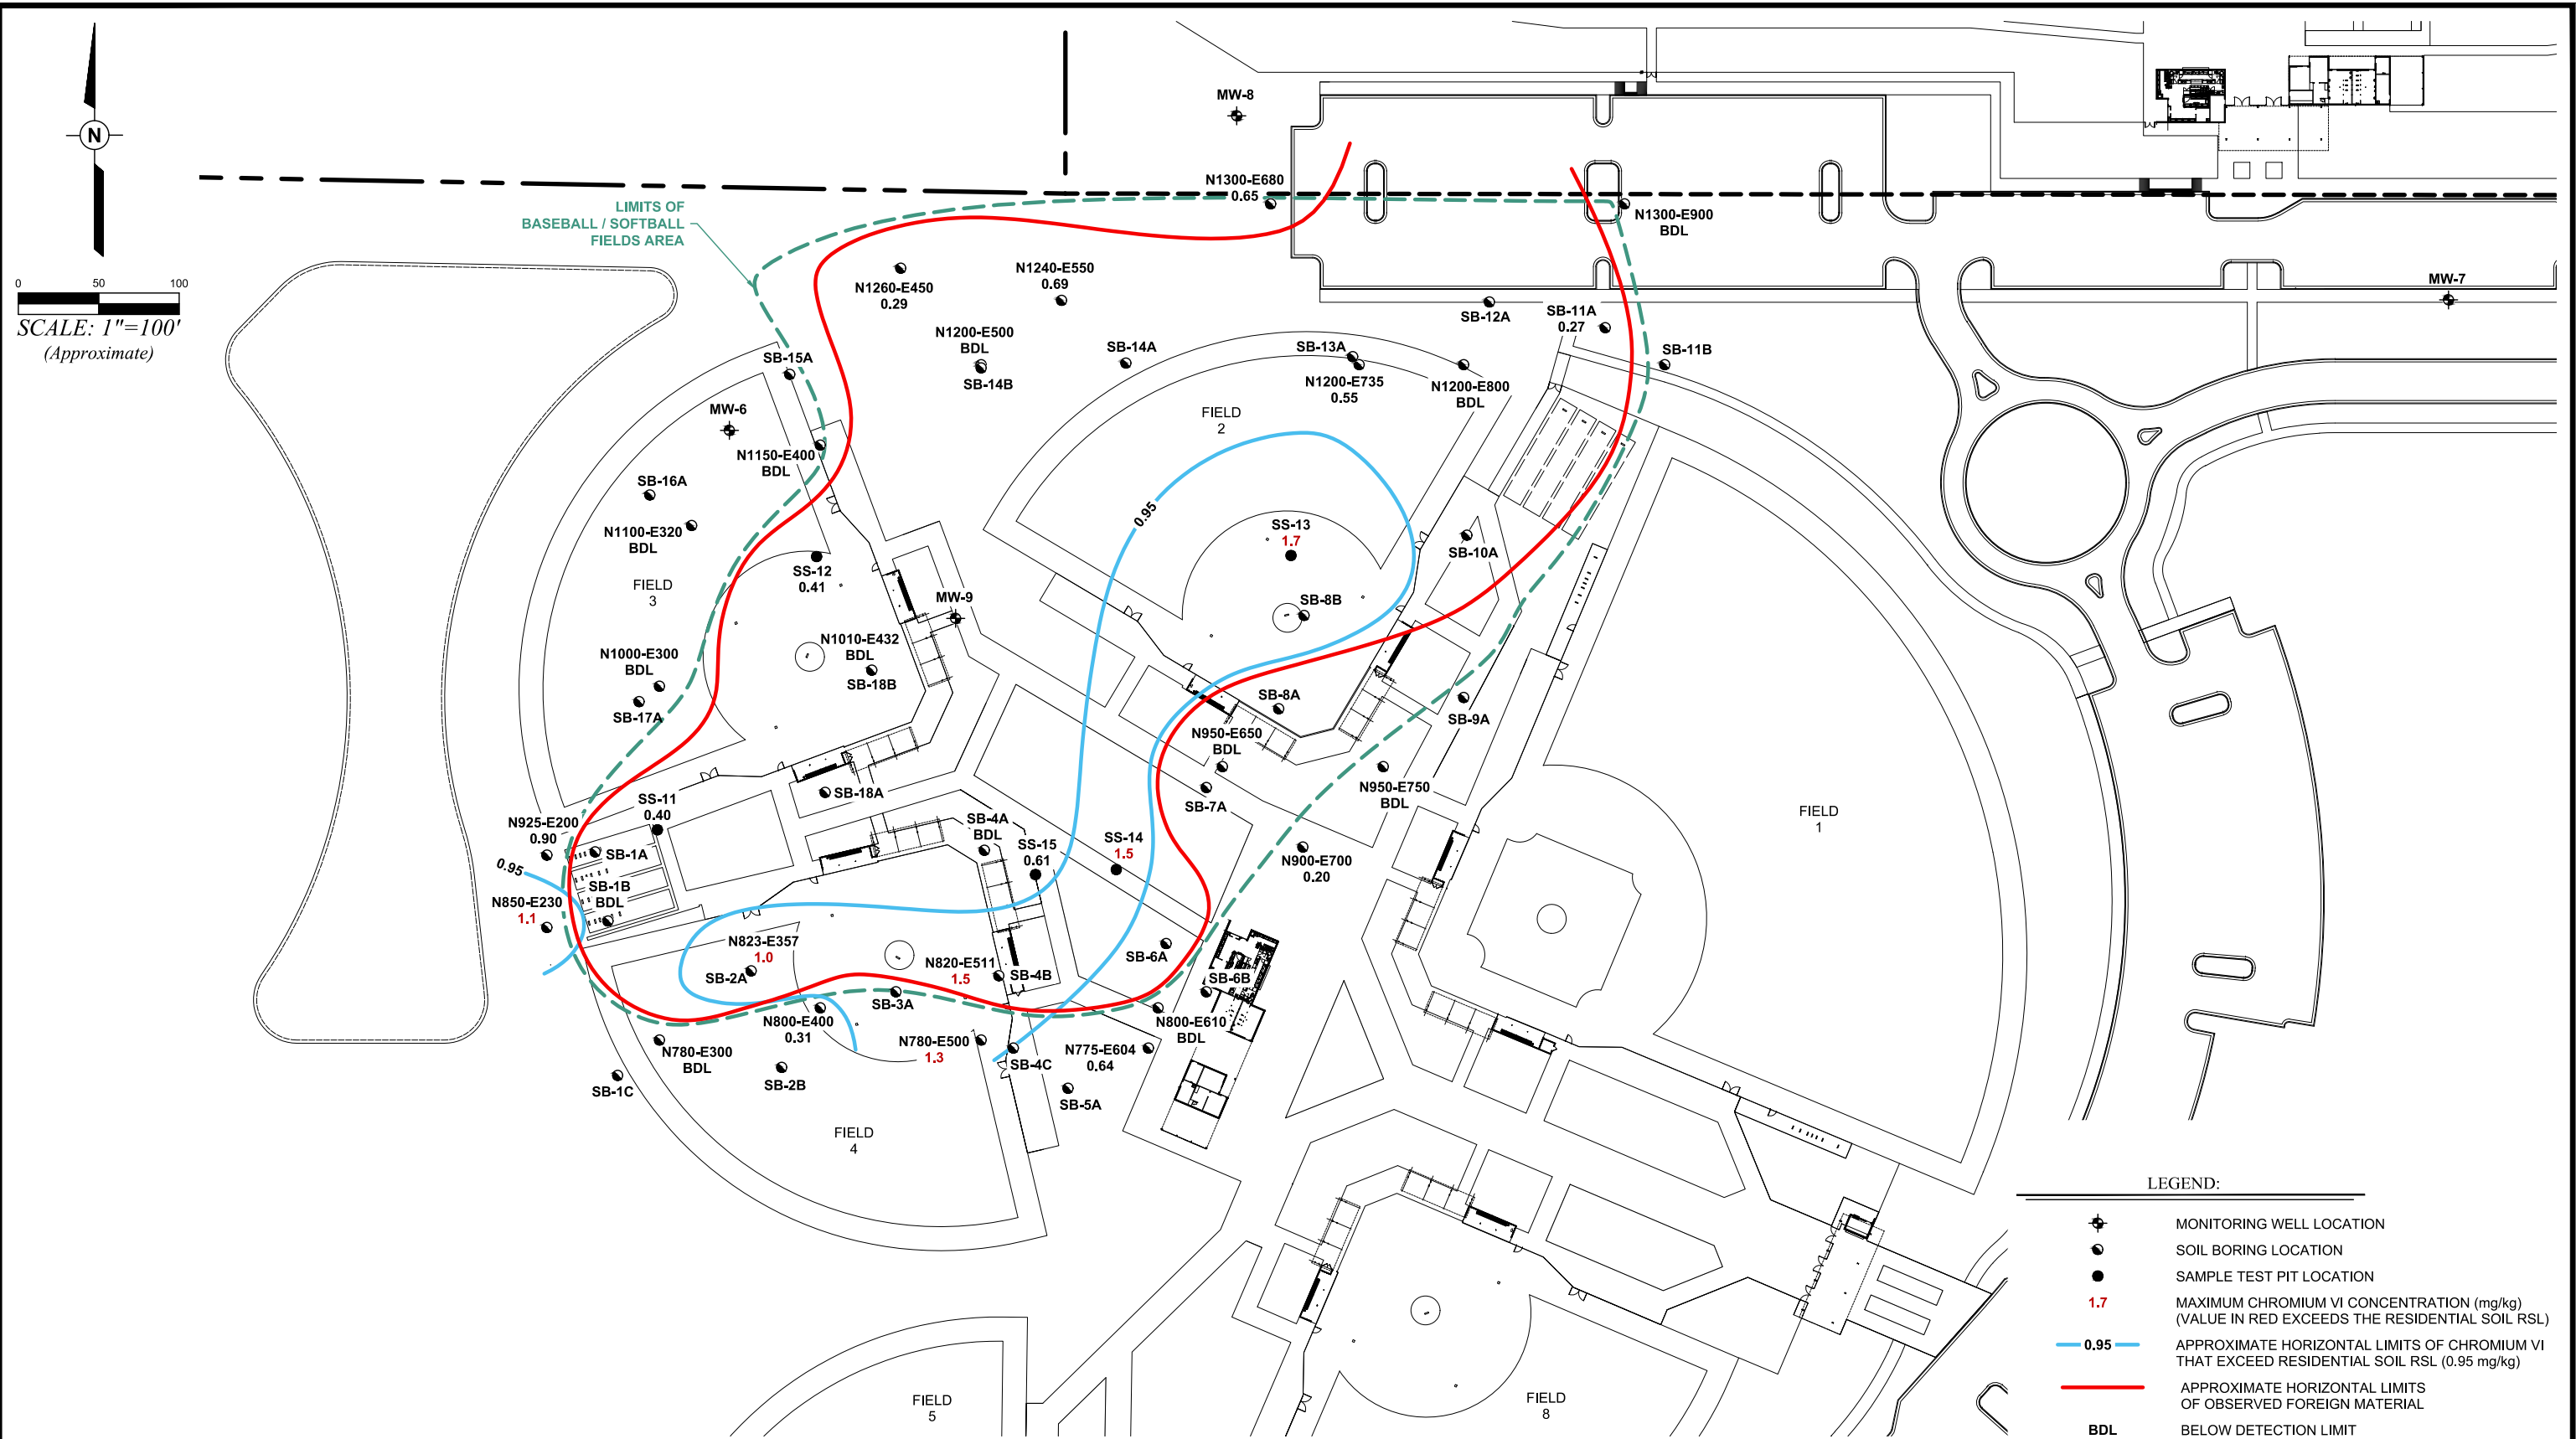 MW-8
N
N1300-E680
0.65
LIMITS OF
BASEBALL / SOFTBALL
FIELDS AREA
N1300-E900
BDL
0 50 100
SCALE: 1"=100'
(Approximate)
N1260-E450
0.29
N1240-E550
0.69
MW-7
SB-12A
SB-11A
0.27
N1200-E500
BDL
SB-14B
SB-14A
SB-13A
N1200-E735
0.55
N1200-E800
BDL
SB-11B
SB-15A
MW-6
FIELD
2
N1150-E400
BDL
SB-16A
0.95
N1100-E320
BDL
SS-13
1.7
SB-10A
SS-12
0.41
FIELD
3
MW-9
SB-8B
N1010-E432
BDL
SB-18B
N1000-E300
BDL
SB-17A
SB-8A
SB-9A
N950-E650
BDL
SB-7A
N950-E750
BDL
SB-18A
SS-11
0.40
FIELD
1
N925-E200
0.90
SB-1A
SB-4A
BDL
SS-15
0.61
SS-14
1.5
N900-E700
0.20
0.95
SB-1B
BDL
N850-E230
1.1
N823-E357
1.0
SB-2A
N820-E511
1.5
SB-4B
SB-6A
SB-6B
SB-3A
N800-E400
0.31
N800-E610
BDL
N780-E300
BDL
N780-E500
1.3
SB-4C
N775-E604
0.64
SB-1C
SB-2B
SB-5A
FIELD
4
FIELD
5
FIELD
8
LEGEND:
MONITORING WELL LOCATION
SOIL BORING LOCATION
SAMPLE TEST PIT LOCATION
1.7 MAXIMUM CHROMIUM VI CONCENTRATION (mg/kg)
(VALUE IN RED EXCEEDS THE RESIDENTIAL SOIL RSL)
0.95 APPROXIMATE HORIZONTAL LIMITS OF CHROMIUM VI
THAT EXCEED RESIDENTIAL SOIL RSL (0.95 mg/kg)
APPROXIMATE HORIZONTAL LIMITS
OF OBSERVED FOREIGN MATERIAL
BDL BELOW DETECTION LIMIT